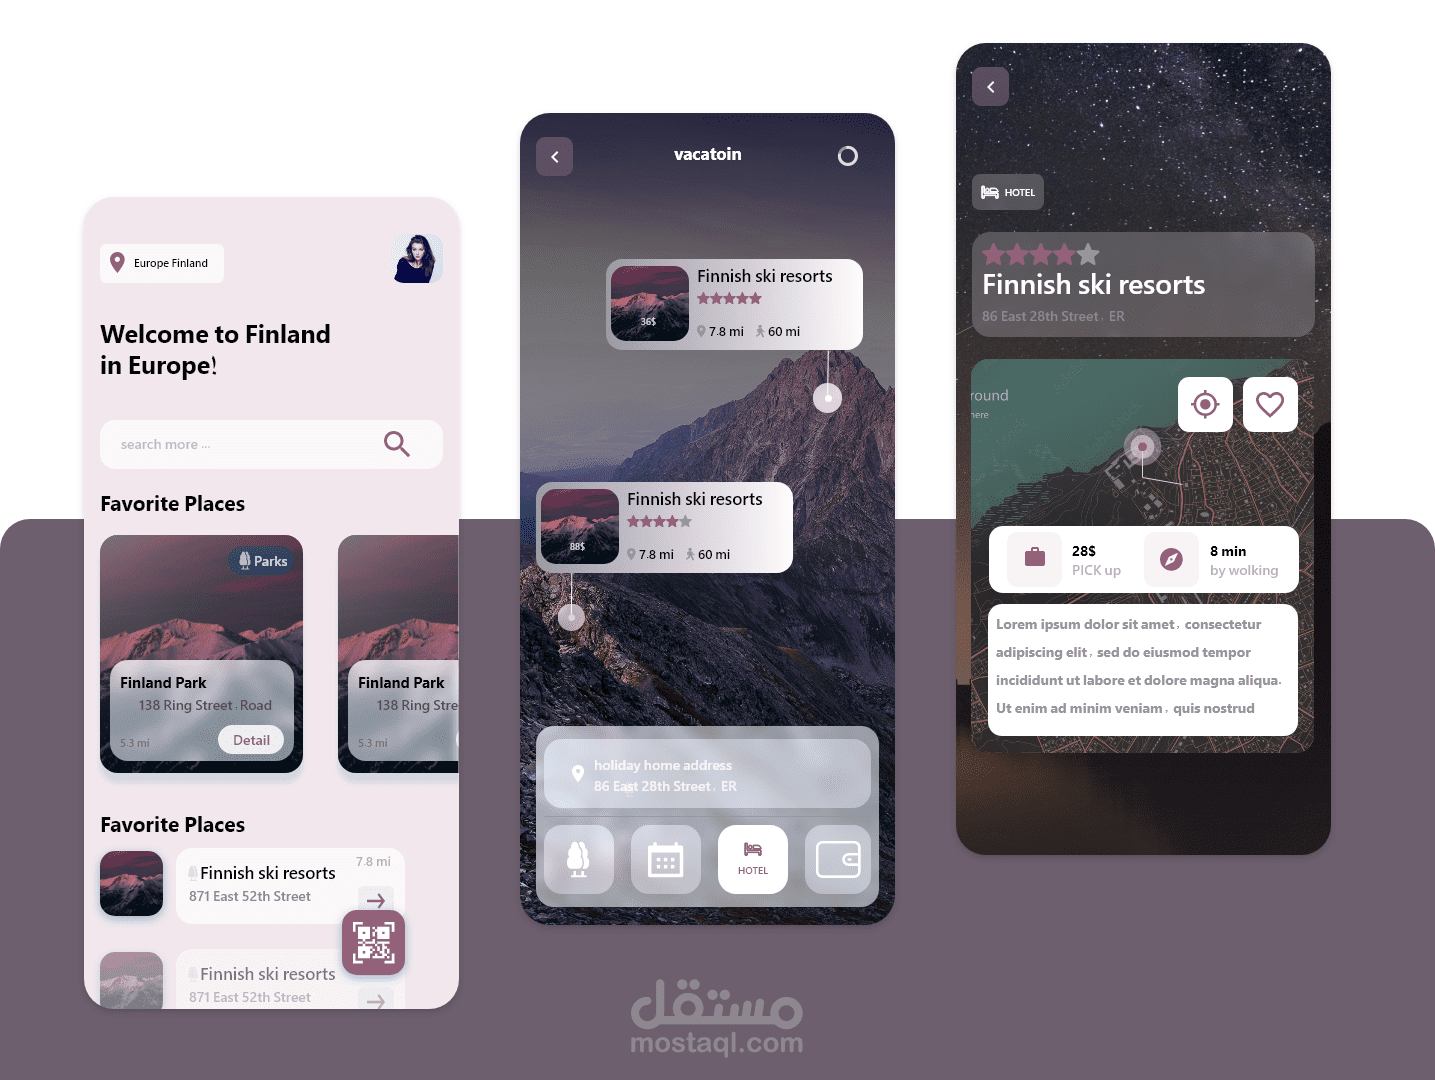 Europe Finland
Welcome to Finland
in Europe!
search more ...
Favorite Places
Parks
Finland Park
138 Ring Street , Road
5.3 mi
Detail
Finland Park
138 Ring Stre
5.3 mi
Favorite Places
7.8 mi
Finnish ski resorts
871 East 52th Street
Finnish ski resorts
871 East 52th Street
vacatoin
Finnish ski resorts
36$
7.8 mi
60 mi
Finnish ski resorts
88$
7.8 mi
60 mi
holiday home address
86 East 28th Street , ER
HOTEL
HOTEL
Finnish ski resorts
86 East 28th Street , ER
round
here
28$
PICK up
8 min
by wolking
Lorem ipsum dolor sit amet , consectetur
adipiscing elit , sed do eiusmod tempor
incididunt ut labore et dolore magna aliqua.
Ut enim ad minim veniam , quis nostrud
مستقل
mostaql.com